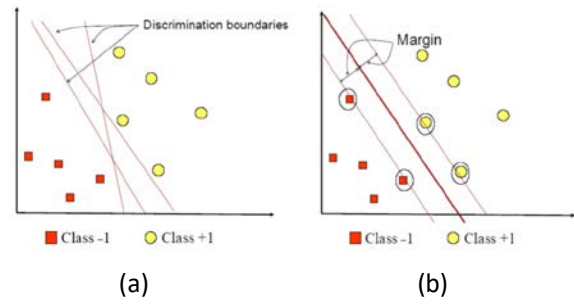 Discrimination boundaries
Class –1 Class +1
(a)
Margin
Class –1 Class +1
(b)